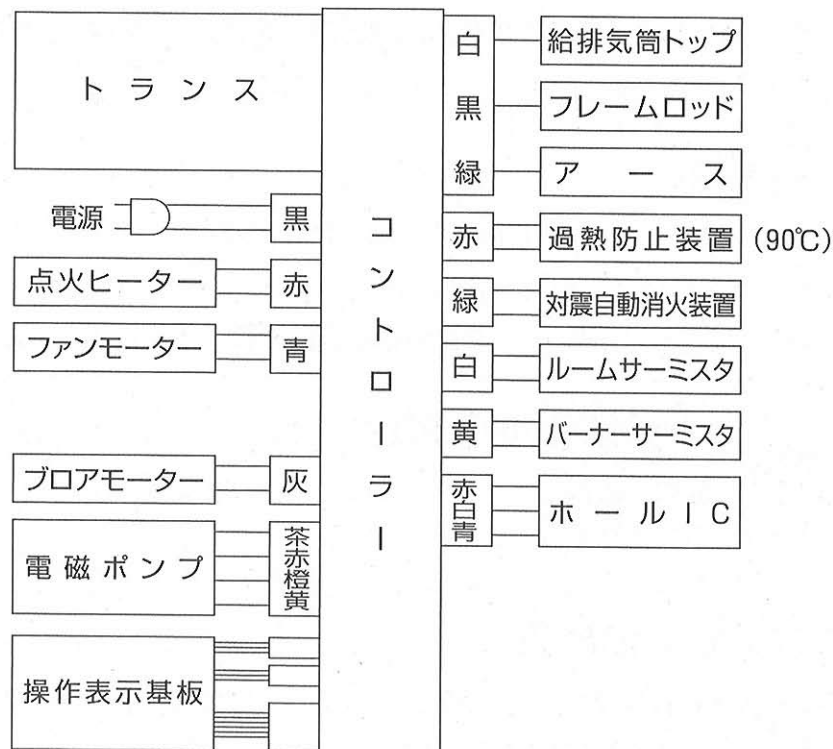 トランス
電源
黒
点火ヒーター
赤
ファンモーター
青
ブロアモーター
灰
電磁ポンプ
茶
赤
橙
黄
操作表示基板
コントローラー
白
給排気筒トップ
黒
フレームロッド
緑
アース
赤
過熱防止装置
(90℃)
緑
対震自動消火装置
白
ルームサーミスタ
黄
バーナーサーミスタ
赤
白
青
ホールIC